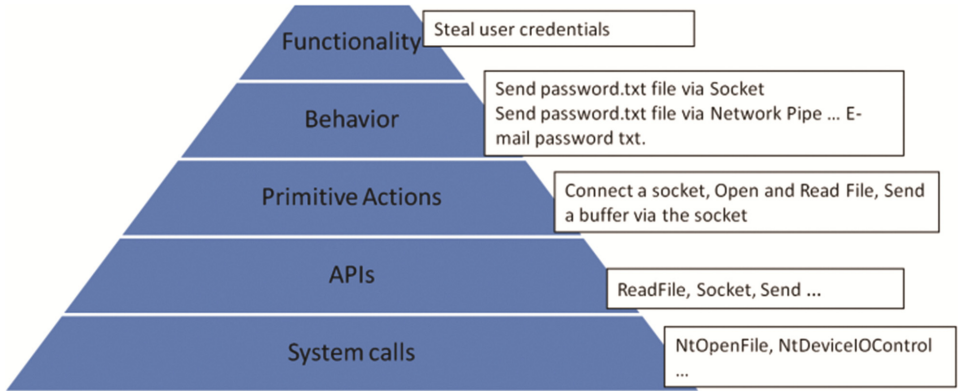 Functionality
Steal user credentials
Behavior
Send password.txt file via Socket
Send password.txt file via Network Pipe ... E-
mail password txt.
Primitive Actions
Connect a socket, Open and Read File, Send
a buffer via the socket
APIs
ReadFile, Socket, Send ...
System calls
NtOpenFile, NtDeviceIOControl
...